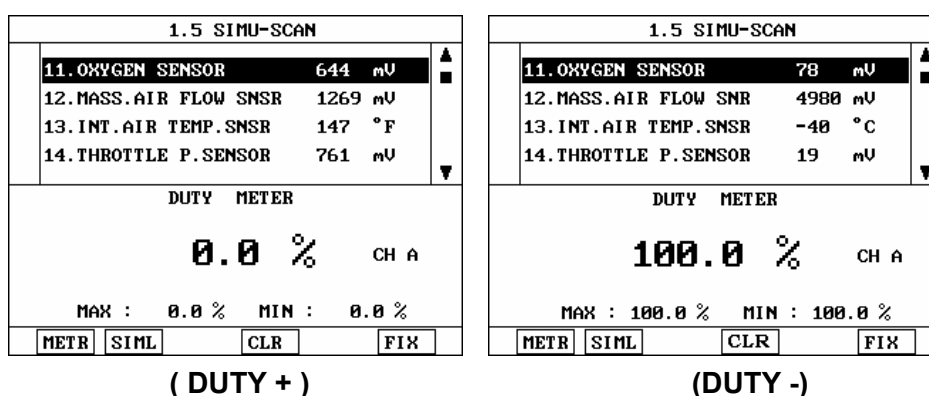 1.5 SIMU-SCAN
11.OXYGEN SENSOR 644 mV
12.MASS.AIR FLOW SNSR 1269 mV
13.INT.AIR TEMP.SNSR 147 °F
14.THROTTLE P.SENSOR 761 mV
DUTY METER
0.0 % CH A
MAX : 0.0 % MIN : 0.0 %
METR SIML CLR FIX
( DUTY + )
1.5 SIMU-SCAN
11.OXYGEN SENSOR 78 mV
12.MASS.AIR FLOW SNR 4980 mV
13.INT.AIR TEMP.SNSR -40 °C
14.THROTTLE P.SENSOR 19 mV
DUTY METER
100.0 % CH A
MAX : 100.0 % MIN : 100.0 %
METR SIML CLR FIX
(DUTY -)